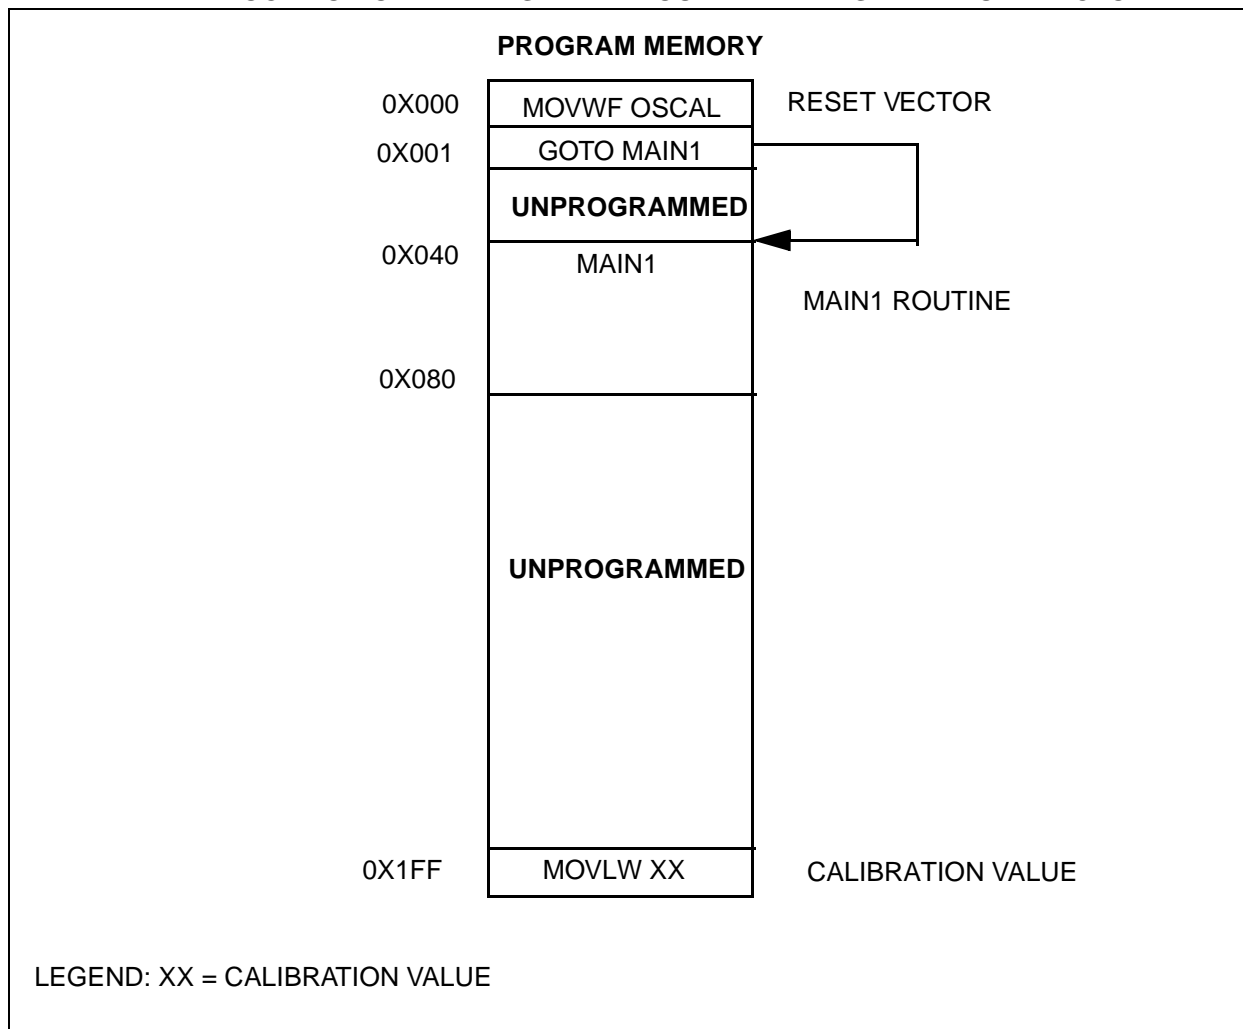 PROGRAM MEMORY
0X000 MOVWF OSCAL RESET VECTOR
0X001 GOTO MAIN1
UNPROGRAMMED
0X040 MAIN1
MAIN1 ROUTINE
0X080
UNPROGRAMMED
0X1FF MOVLW XX CALIBRATION VALUE
LEGEND: XX = CALIBRATION VALUE